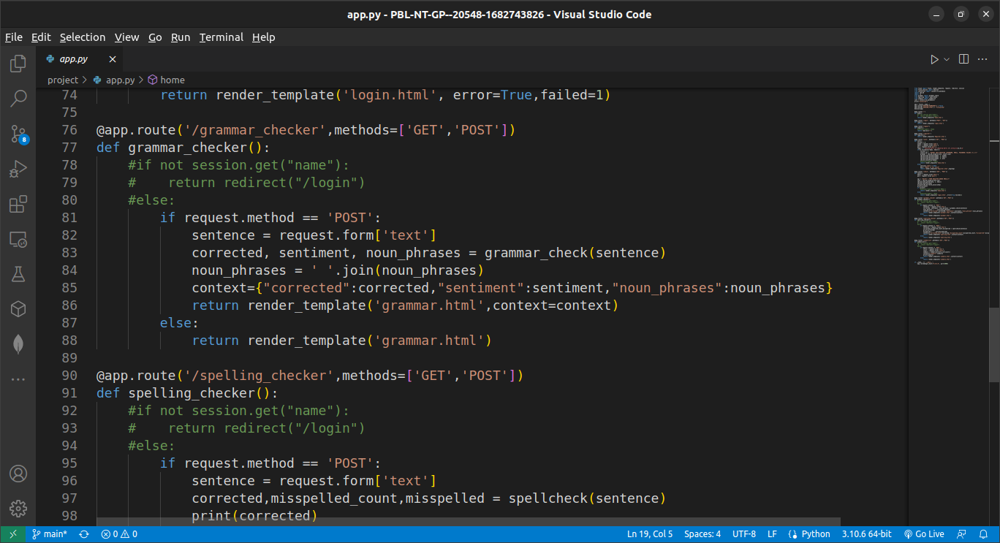 app.py - PBL-NT-GP--20548-1682743826 - Visual Studio Code
File Edit Selection View Go Run Terminal Help
app.py
project > app.py > home
74         return render_template('login.html', error=True,failed=1)
75
76 @app.route('/grammar_checker',methods=['GET','POST'])
77 def grammar_checker():
78     #if not session.get("name"):
79     #    return redirect("/login")
80     #else:
81         if request.method == 'POST':
82             sentence = request.form['text']
83             corrected, sentiment, noun_phrases = grammar_check(sentence)
84             noun_phrases = ' '.join(noun_phrases)
85             context={"corrected":corrected,"sentiment":sentiment,"noun_phrases":noun_phrases}
86             return render_template('grammar.html',context=context)
87         else:
88             return render_template('grammar.html')
89
90 @app.route('/spelling_checker',methods=['GET','POST'])
91 def spelling_checker():
92     #if not session.get("name"):
93     #    return redirect("/login")
94     #else:
95         if request.method == 'POST':
96             sentence = request.form['text']
97             corrected,misspelled_count,misspelled = spellcheck(sentence)
98             print(corrected)
8
main* 0 0 Ln 19, Col 5 Spaces: 4 UTF-8 LF Python 3.10.6 64-bit Go Live